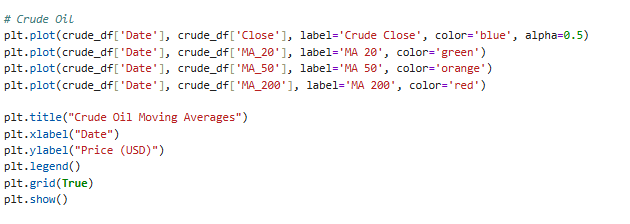 # Crude Oil
plt.plot(crude_df['Date'], crude_df['Close'], label='Crude Close', color='blue', alpha=0.5)
plt.plot(crude_df['Date'], crude_df['MA_20'], label='MA 20', color='green')
plt.plot(crude_df['Date'], crude_df['MA_50'], label='MA 50', color='orange')
plt.plot(crude_df['Date'], crude_df['MA_200'], label='MA 200', color='red')
plt.title("Crude Oil Moving Averages")
plt.xlabel("Date")
plt.ylabel("Price (USD)")
plt.legend()
plt.grid(True)
plt.show()